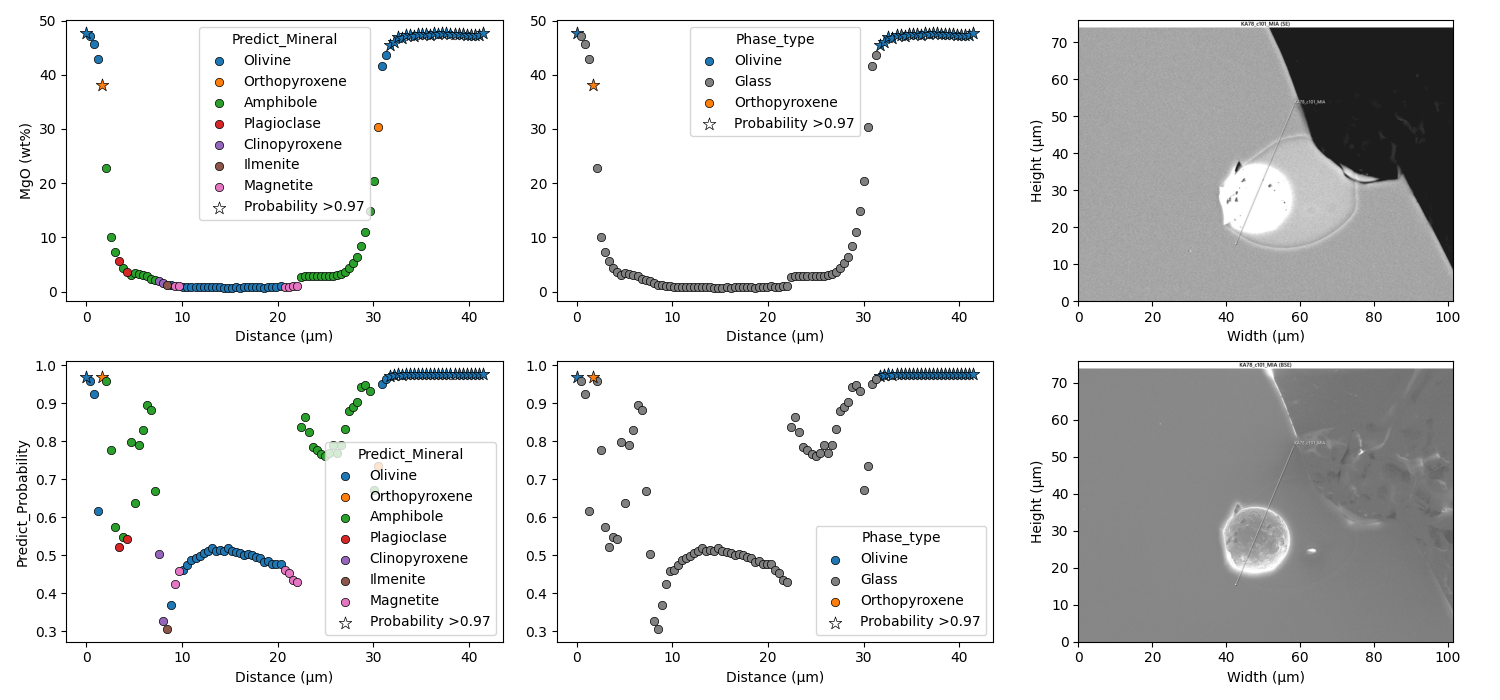 50
40
30
20
10
0
MgO (wt%)
0
10
20
30
40
Distance (μm)
Predict_Mineral
Olivine
Orthopyroxene
Amphibole
Plagioclase
Clinopyroxene
Ilmenite
Magnetite
Probability >0.97
50
40
30
20
10
0
0
10
20
30
40
Distance (μm)
Phase_type
Olivine
Glass
Orthopyroxene
Probability >0.97
KA78_c101_MIA (SE)
KA78_c101_MIA
70
60
50
40
30
20
10
0
Height (μm)
0
20
40
60
80
100
Width (μm)
1.0
0.9
0.8
0.7
0.6
0.5
0.4
0.3
Predict_Probability
0
10
20
30
40
Distance (μm)
Predict_Mineral
Olivine
Orthopyroxene
Amphibole
Plagioclase
Clinopyroxene
Ilmenite
Magnetite
Probability >0.97
1.0
0.9
0.8
0.7
0.6
0.5
0.4
0.3
0
10
20
30
40
Distance (μm)
Phase_type
Olivine
Glass
Orthopyroxene
Probability >0.97
KA78_c101_MIA (BSE)
KA78_c101_MIA
70
60
50
40
30
20
10
0
Height (μm)
0
20
40
60
80
100
Width (μm)